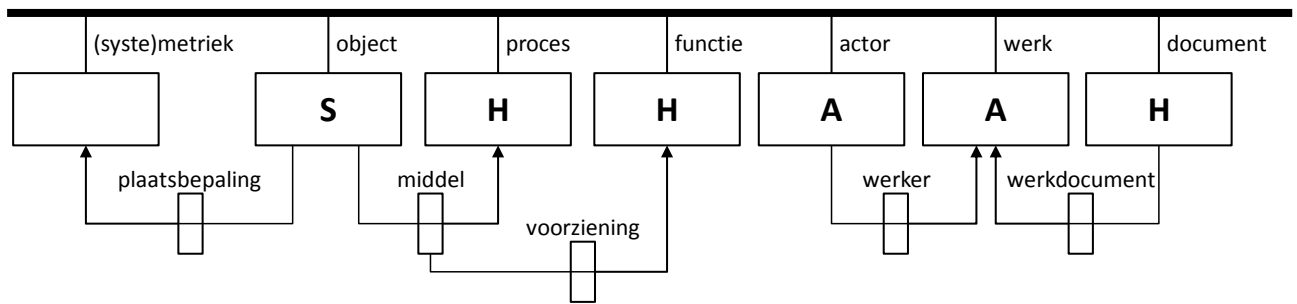 (syste)metriek object proces functie actor werk document
S H H A A H
plaatsbepaling middel werker werkdocument
voorziening